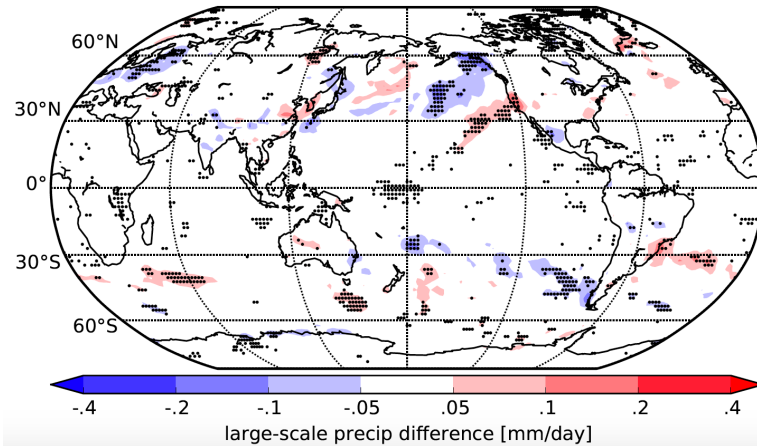 60°N
30°N
0°
30°S
60°S
-.4 -.2 -.1 -.05 .05 .1 .2 .4
large-scale precip difference [mm/day]